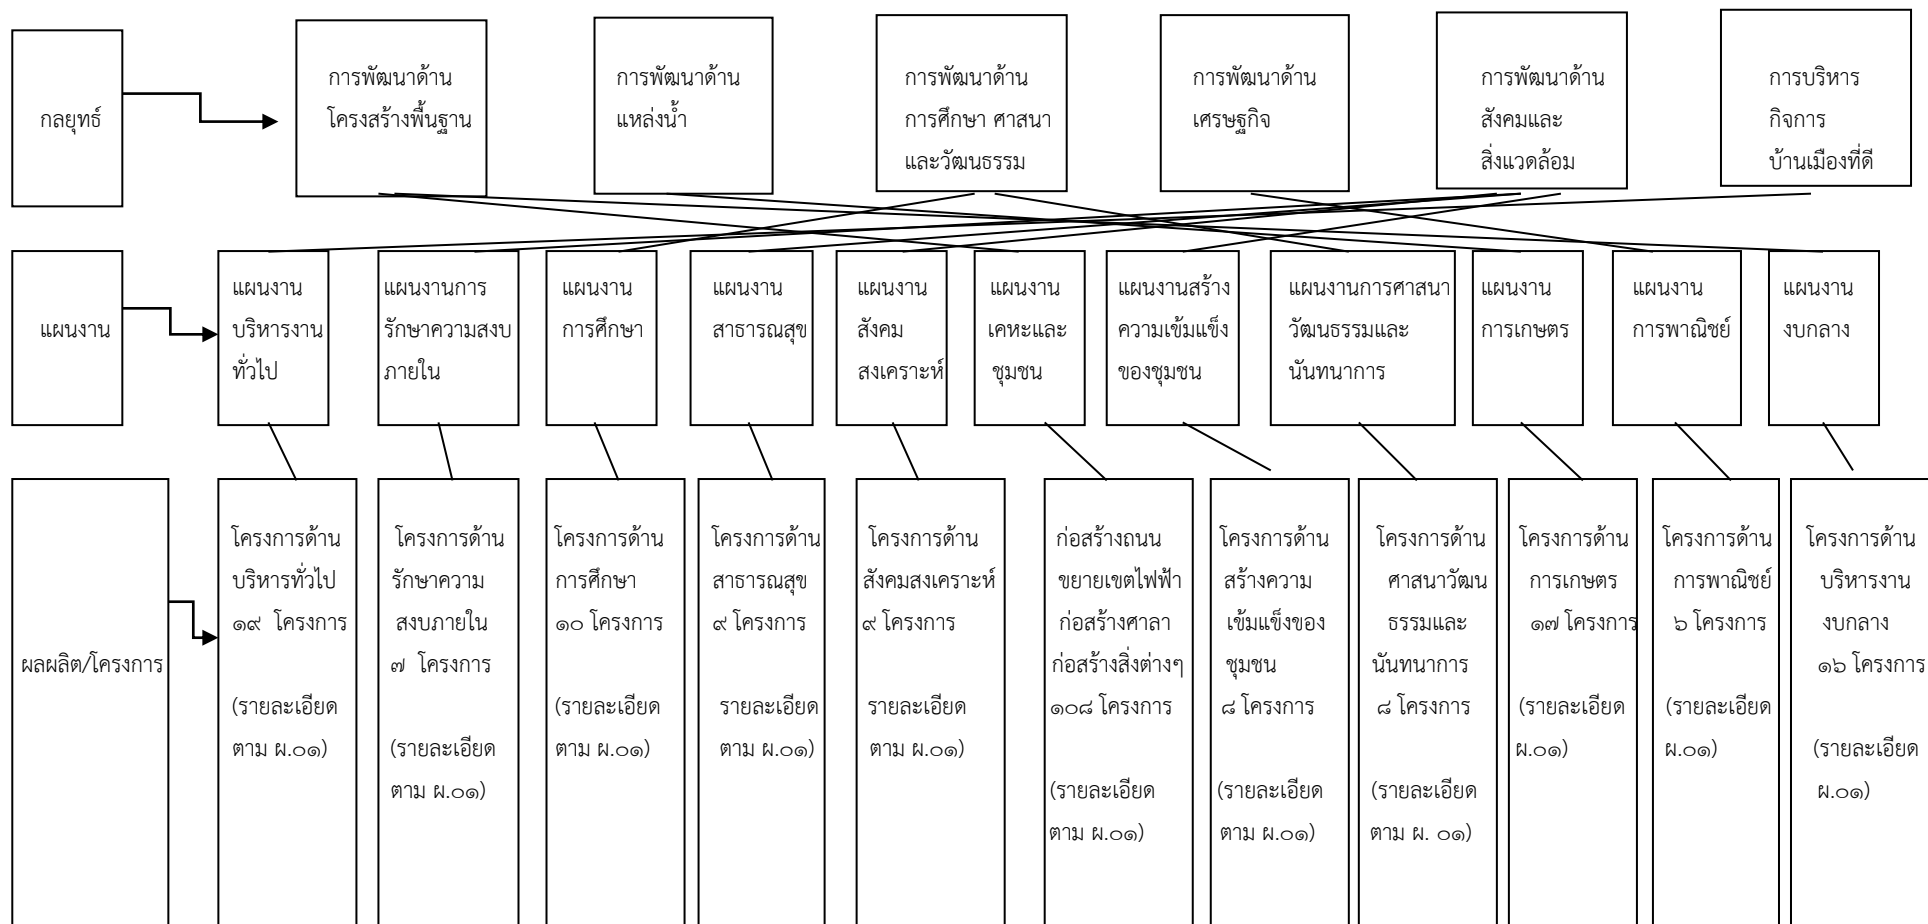 กลยุทธ์
การพัฒนาด้าน
โครงสร้างพื้นฐาน
การพัฒนาด้าน
แหล่งน้ำ
การพัฒนาด้าน
การศึกษา ศาสนา
และวัฒนธรรม
การพัฒนาด้าน
เศรษฐกิจ
การพัฒนาด้าน
สังคมและ
สิ่งแวดล้อม
การบริหาร
กิจการ
บ้านเมืองที่ดี
แผนงาน
แผนงาน
บริหารงาน
ทั่วไป
แผนงานการ
รักษาความสงบ
ภายใน
แผนงาน
การศึกษา
แผนงาน
สาธารณสุข
แผนงาน
สังคม
สงเคราะห์
แผนงาน
เคหะและ
ชุมชน
แผนงานสร้าง
ความเข้มแข็ง
ของชุมชน
แผนงานการศาสนา
วัฒนธรรมและ
นันทนาการ
แผนงาน
การเกษตร
แผนงาน
การพาณิชย์
แผนงาน
งบกลาง
ผลผลิต/โครงการ
โครงการด้าน
บริหารทั่วไป
๑๙ โครงการ
(รายละเอียด
ตาม ผ.๐๑)
โครงการด้าน
รักษาความ
สงบภายใน
๗ โครงการ
(รายละเอียด
ตาม ผ.๐๑)
โครงการด้าน
การศึกษา
๑๐ โครงการ
(รายละเอียด
ตาม ผ.๐๑)
โครงการด้าน
สาธารณสุข
๙ โครงการ
รายละเอียด
ตาม ผ.๐๑)
โครงการด้าน
สังคมสงเคราะห์
๙ โครงการ
รายละเอียด
ตาม ผ.๐๑)
ก่อสร้างถนน
ขยายเขตไฟฟ้า
ก่อสร้างศาลา
ก่อสร้างสิ่งต่างๆ
๑๐๘ โครงการ
(รายละเอียด
ตาม ผ.๐๑)
โครงการด้าน
สร้างความ
เข้มแข็งของ
ชุมชน
๘ โครงการ
(รายละเอียด
ตาม ผ.๐๑)
โครงการด้าน
ศาสนาวัฒน
ธรรมและ
นันทนาการ
๘ โครงการ
(รายละเอียด
ตาม ผ. ๐๑)
โครงการด้าน
การเกษตร
๑๗ โครงการ
(รายละเอียด
ผ.๐๑)
โครงการด้าน
การพาณิชย์
๖ โครงการ
(รายละเอียด
ผ.๐๑)
โครงการด้าน
บริหารงาน
งบกลาง
๑๖ โครงการ
(รายละเอียด
ผ.๐๑)